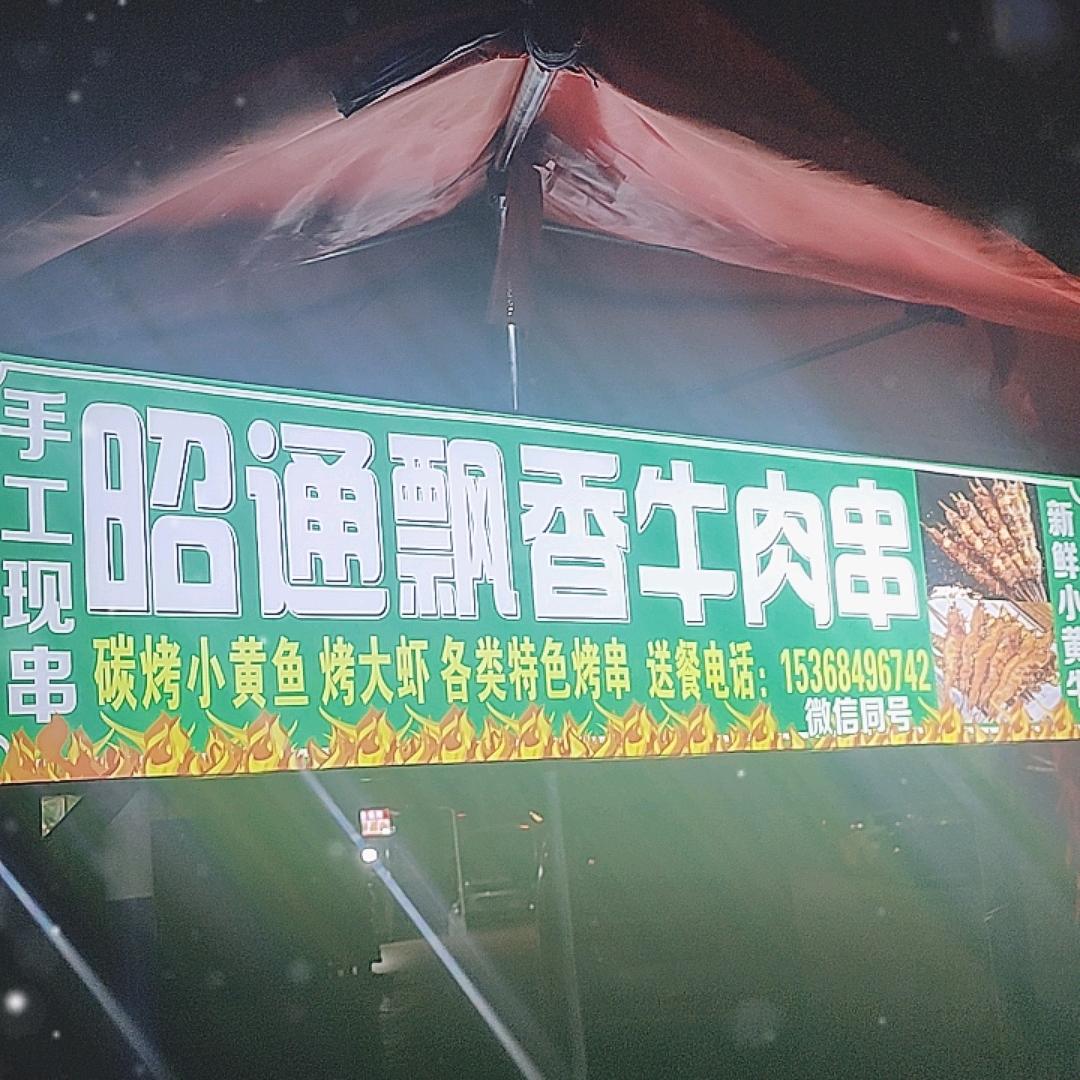 手工现串
昭通飘香牛肉串
碳烤小黄鱼 烤大虾 各类特色烤串 送餐电话：15368496742
微信同号
新鲜小黄牛